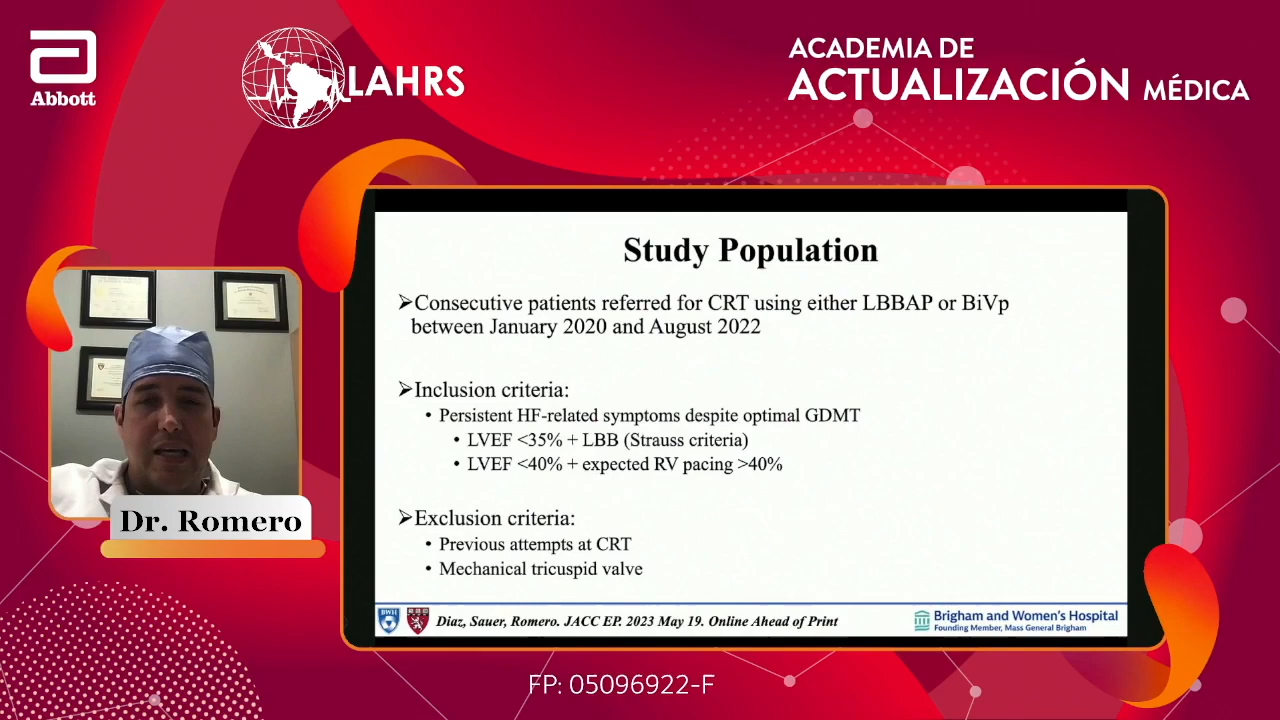 Abbott
LAHRS
ACADEMIA DE
ACTUALIZACIÓN MÉDICA
Study Population
➢Consecutive patients referred for CRT using either LBBAP or BiVp
between January 2020 and August 2022
➢Inclusion criteria:
• Persistent HF-related symptoms despite optimal GDMT
• LVEF <35% + LBB (Strauss criteria)
• LVEF <40% + expected RV pacing >40%
➢Exclusion criteria:
• Previous attempts at CRT
• Mechanical tricuspid valve
BWH
Diaz, Sauer, Romero. JACC EP. 2023 May 19. Online Ahead of Print
Brigham and Women's Hospital
Founding Member, Mass General Brigham
Dr. Romero
FP: 05096922-F